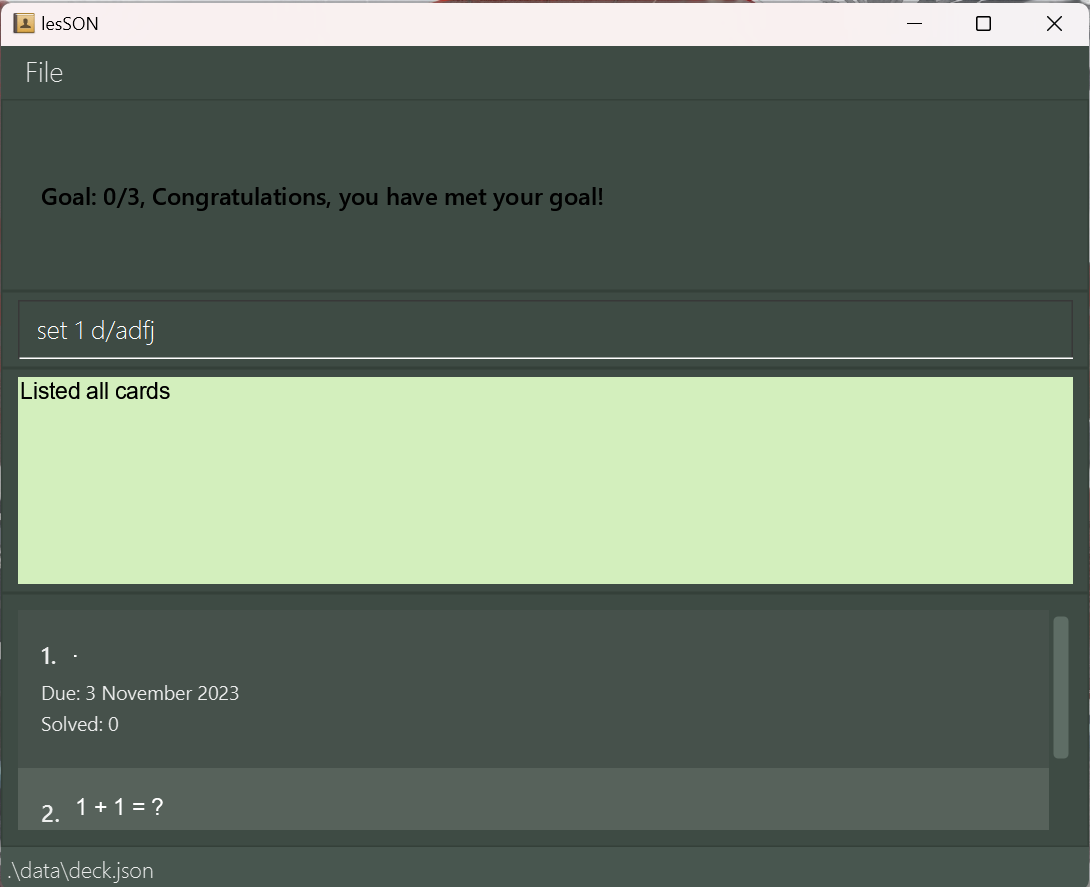 lesSON
File
Goal: 0/3, Congratulations, you have met your goal!
set 1 d/adfj
Listed all cards
1. .
Due: 3 November 2023
Solved: 0
2. 1 + 1 = ?
.\data\deck.json